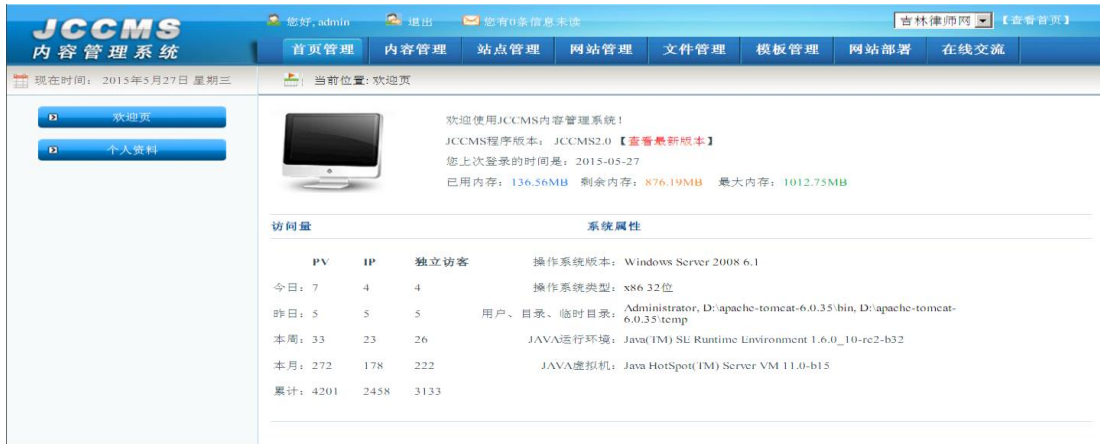 JCCMS
内容管理系统
您好, admin 退出 您有0条信息未读 吉林律师网 【查看首页】
首页管理 内容管理 站点管理 网站管理 文件管理 模板管理 网站部署 在线交流
现在时间： 2015年5月27日 星期三
当前位置: 欢迎页
欢迎页
个人资料
欢迎使用JCCMS内容管理系统！
JCCMS程序版本： JCCMS2.0 【查看最新版本】
您上次登录的时间是：2015-05-27
已用内存：136.56MB 剩余内存：876.19MB 最大内存：1012.75MB
访问量 系统属性
PV IP 独立访客 操作系统版本：Windows Server 2008 6.1
今日：7 4 4 操作系统类型：x86 32位
昨日：5 5 5 用户、目录、临时目录：Administrator, D:\apache-tomcat-6.0.35\bin, D:\apache-tomcat-
6.0.35\temp
本周：33 23 26 JAVA运行环境：Java(TM) SE Runtime Environment 1.6.0_10-rc2-b32
本月：272 178 222 JAVA虚拟机：Java HotSpot(TM) Server VM 11.0-b15
累计：4201 2458 3133